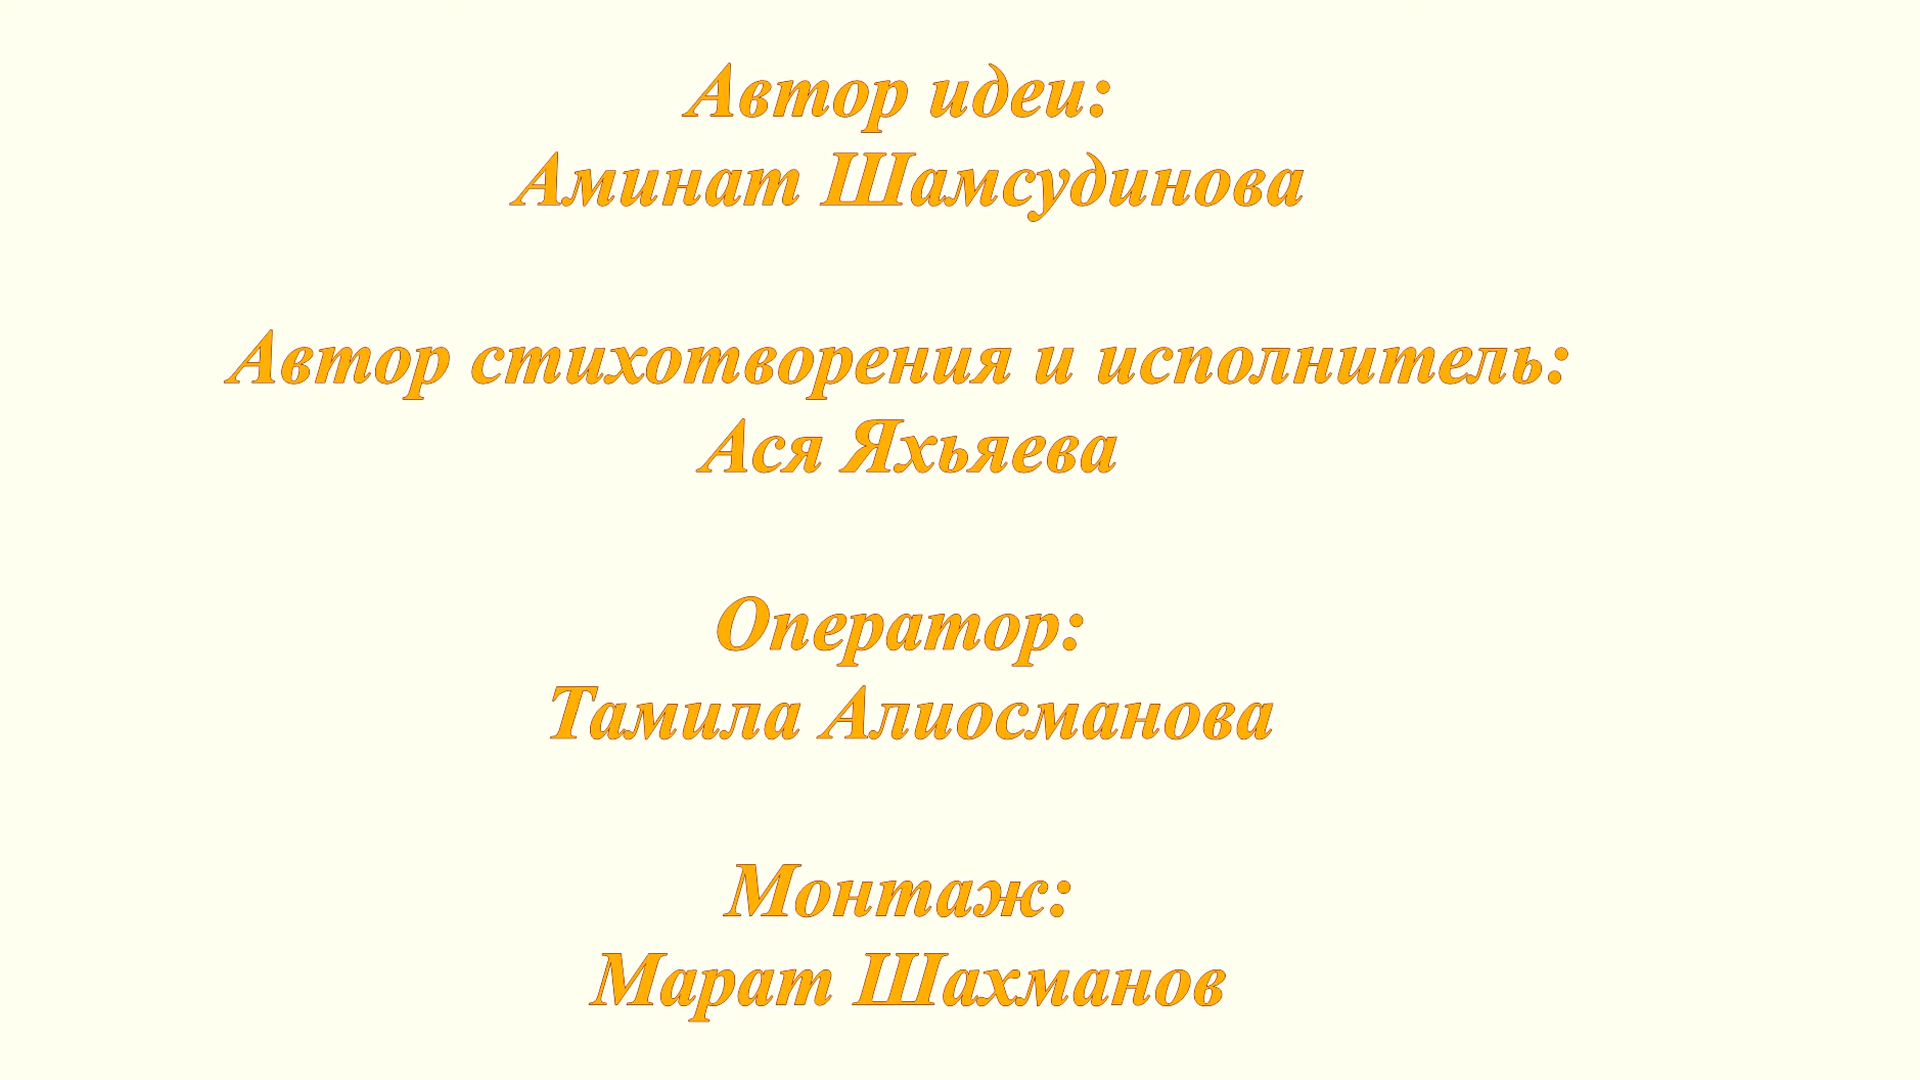 Автор идеи:
Аминат Шамсудинова
Автор стихотворения и исполнитель:
Ася Яхьяева
Оператор:
Тамила Алиосманова
Монтаж:
Марат Шахманов